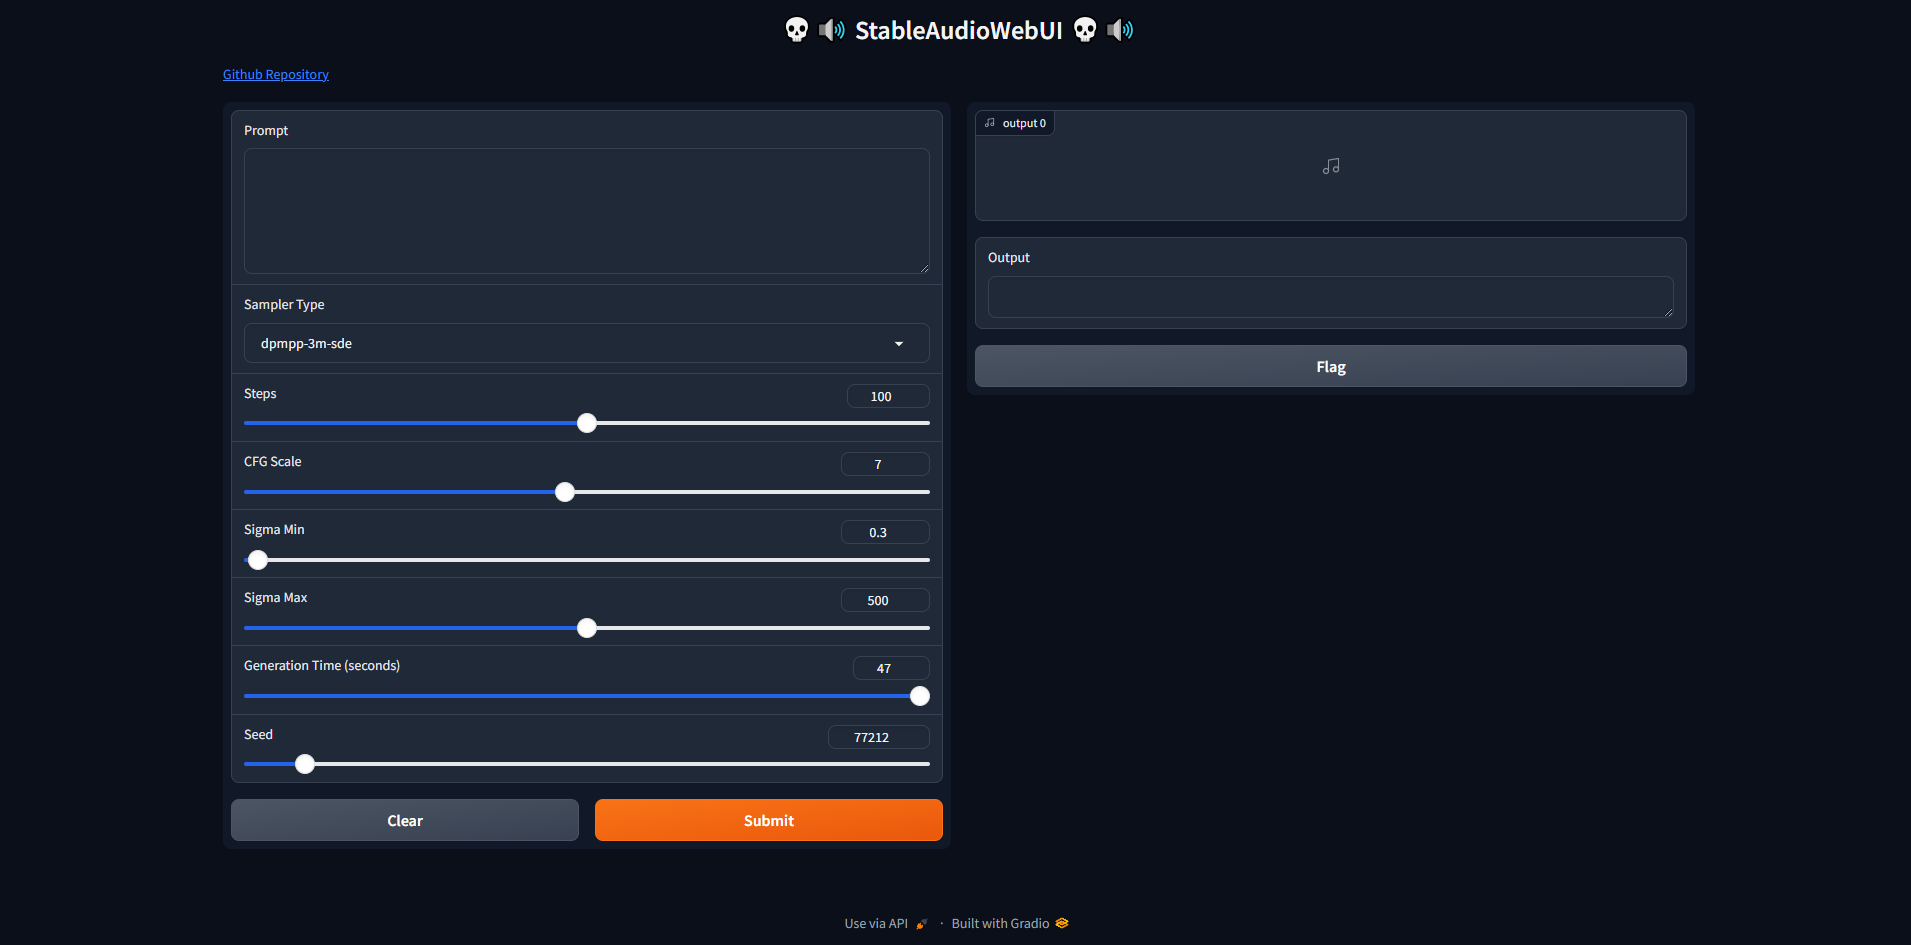 💀 🔊 StableAudioWebUI 💀 🔊
Github Repository
Prompt
Sampler Type
dpmpp-3m-sde
Steps
100
CFG Scale
7
Sigma Min
0.3
Sigma Max
500
Generation Time (seconds)
47
Seed
77212
Clear
Submit
output 0
Output
Flag
Use via API · Built with Gradio